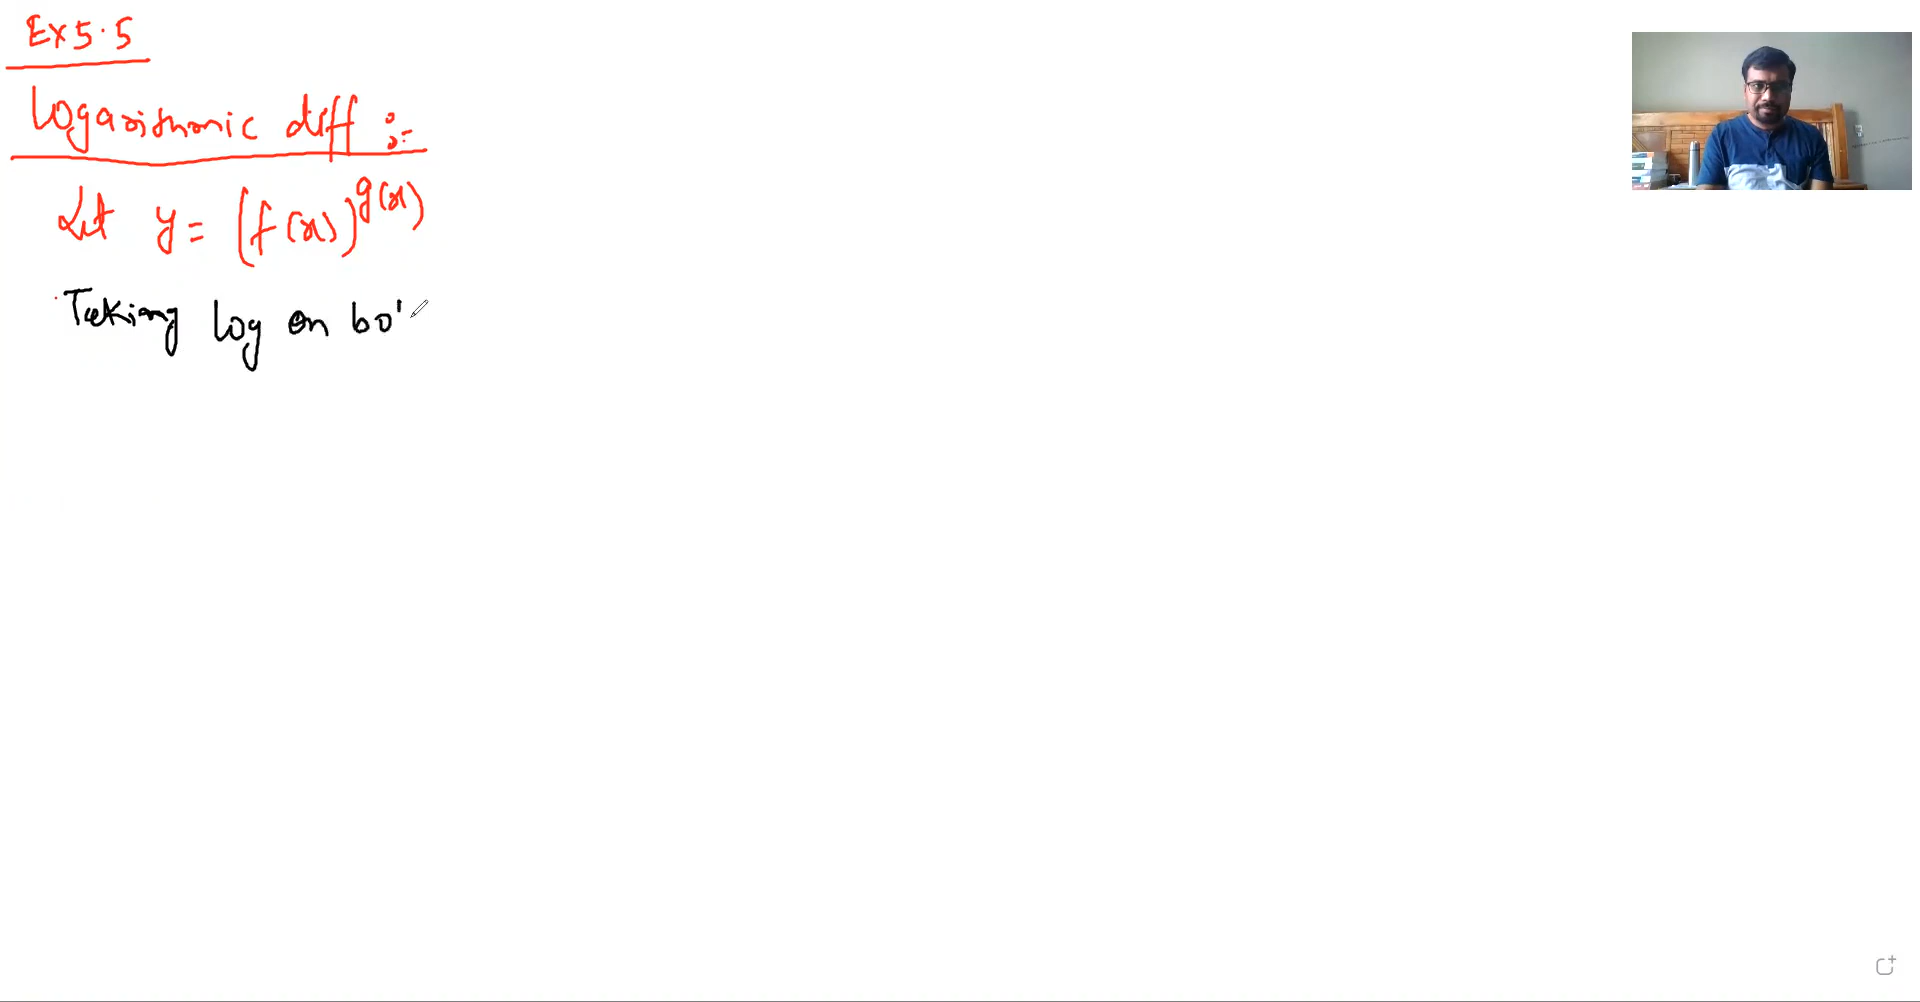 Ex 5.5
Logarithmic diff :-
Let y = (f(x))^g(x)
Taking log on bo